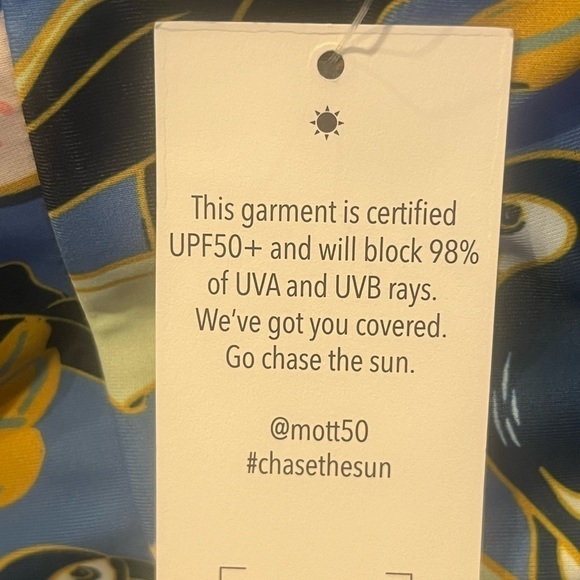 This garment is certified
UPF50+ and will block 98%
of UVA and UVB rays.
We've got you covered.
Go chase the sun.
@mott50
#chasethesun